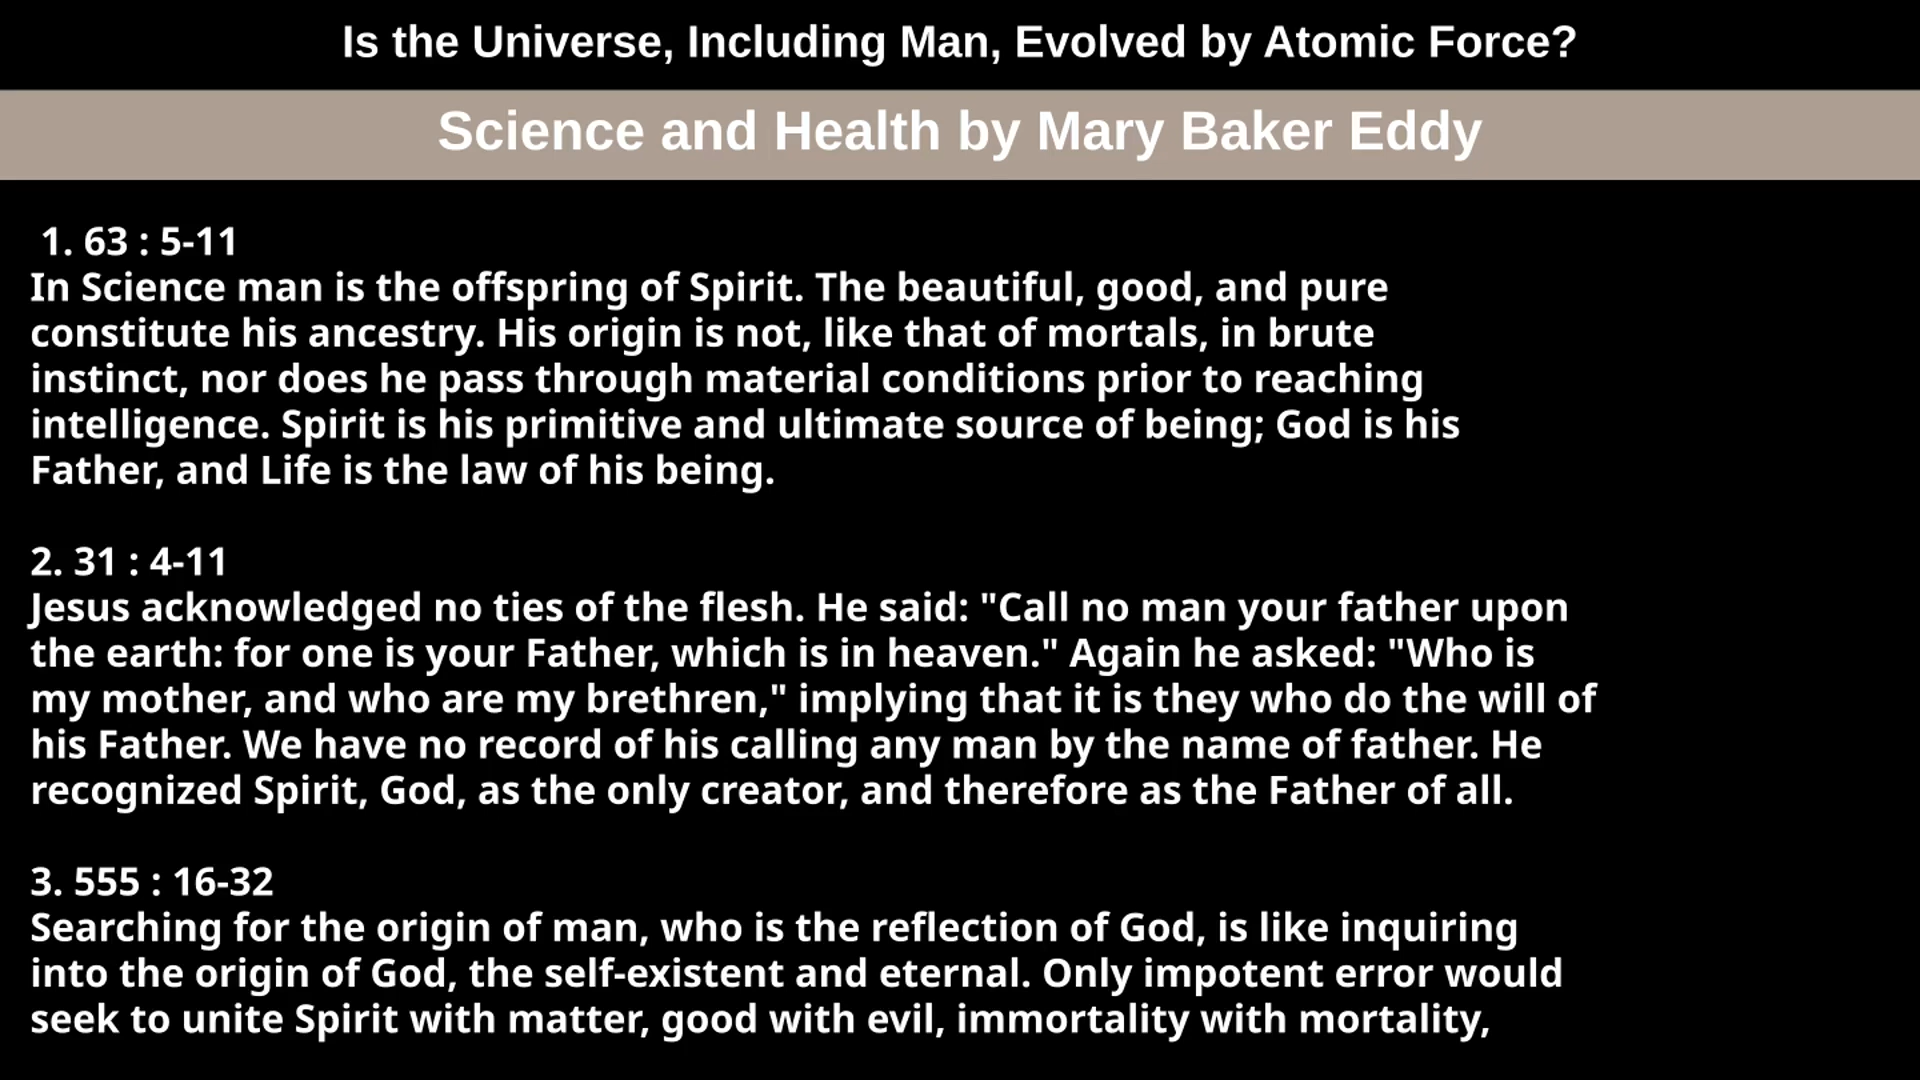 Is the Universe, Including Man, Evolved by Atomic Force?
Science and Health by Mary Baker Eddy
1. 63 : 5-11
In Science man is the offspring of Spirit. The beautiful, good, and pure
constitute his ancestry. His origin is not, like that of mortals, in brute
instinct, nor does he pass through material conditions prior to reaching
intelligence. Spirit is his primitive and ultimate source of being; God is his
Father, and Life is the law of his being.
2. 31 : 4-11
Jesus acknowledged no ties of the flesh. He said: "Call no man your father upon
the earth: for one is your Father, which is in heaven." Again he asked: "Who is
my mother, and who are my brethren," implying that it is they who do the will of
his Father. We have no record of his calling any man by the name of father. He
recognized Spirit, God, as the only creator, and therefore as the Father of all.
3. 555 : 16-32
Searching for the origin of man, who is the reflection of God, is like inquiring
into the origin of God, the self-existent and eternal. Only impotent error would
seek to unite Spirit with matter, good with evil, immortality with mortality,